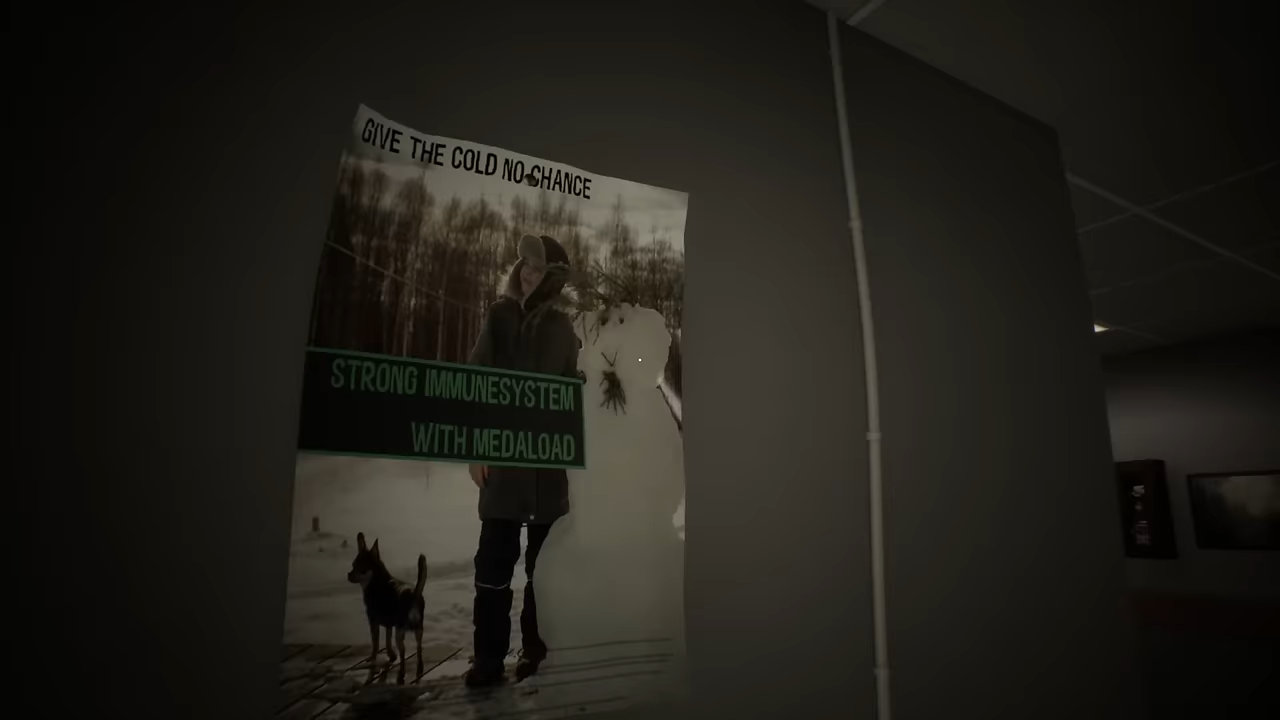 GIVE THE COLD NO CHANCE
STRONG IMMUNESYSTEM
WITH MEDALOAD